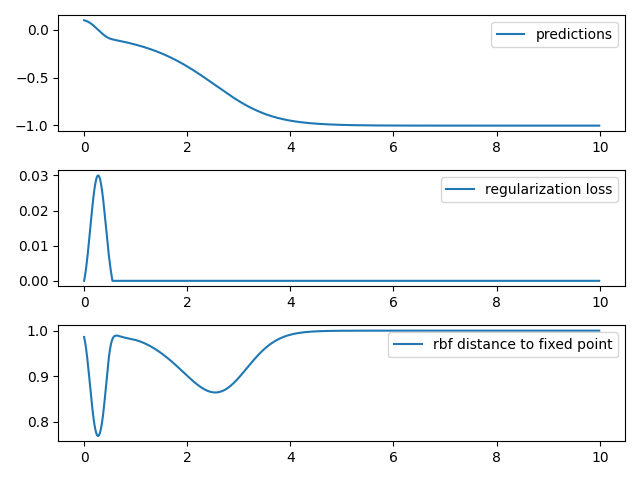 0.0
−0.5
−1.0
predictions
0 2 4 6 8 10
0.03
0.02
0.01
0.00
regularization loss
0 2 4 6 8 10
1.0
0.9
0.8
rbf distance to fixed point
0 2 4 6 8 10